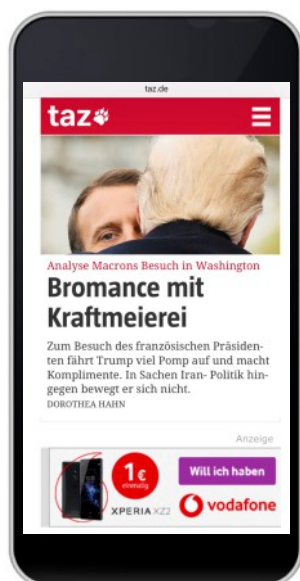 taz.de
taz
Analyse Macrons Besuch in Washington
Bromance mit
Kraftmeierei
Zum Besuch des französischen Präsiden-
ten fährt Trump viel Pomp auf und macht
Komplimente. In Sachen Iran- Politik hin-
gegen bewegt er sich nicht.
DOROTHEA HAHN
Anzeige
1€
einmalig
Will ich haben
XPERIA XZ2
vodafone